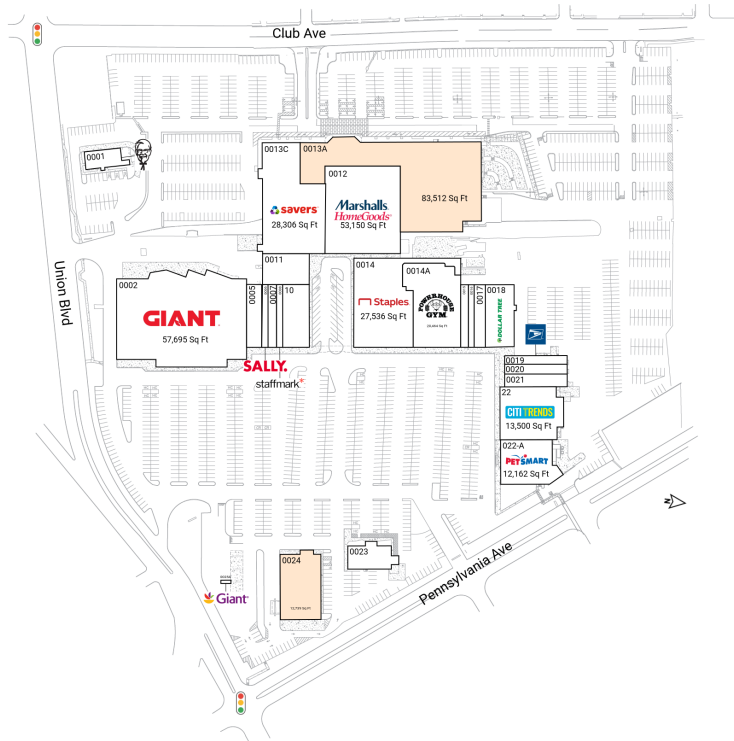 Club Ave
0001
0013C
0013A
0012
83,512 Sq Ft
savers
28,306 Sq Ft
Marshalls
HomeGoods
53,150 Sq Ft
Union Blvd
0002
GIANT
57,695 Sq Ft
0011
0005
0007
10
0014
Staples
27,536 Sq Ft
0014A
POWERHOUSE
GYM
0017
0018
DOLLAR TREE
SALLY.
staffmark
0019
0020
0021
22
CITI TRENDS
13,500 Sq Ft
022-A
PETSMART
12,162 Sq Ft
N
0024
0023
Giant
Pennsylvania Ave